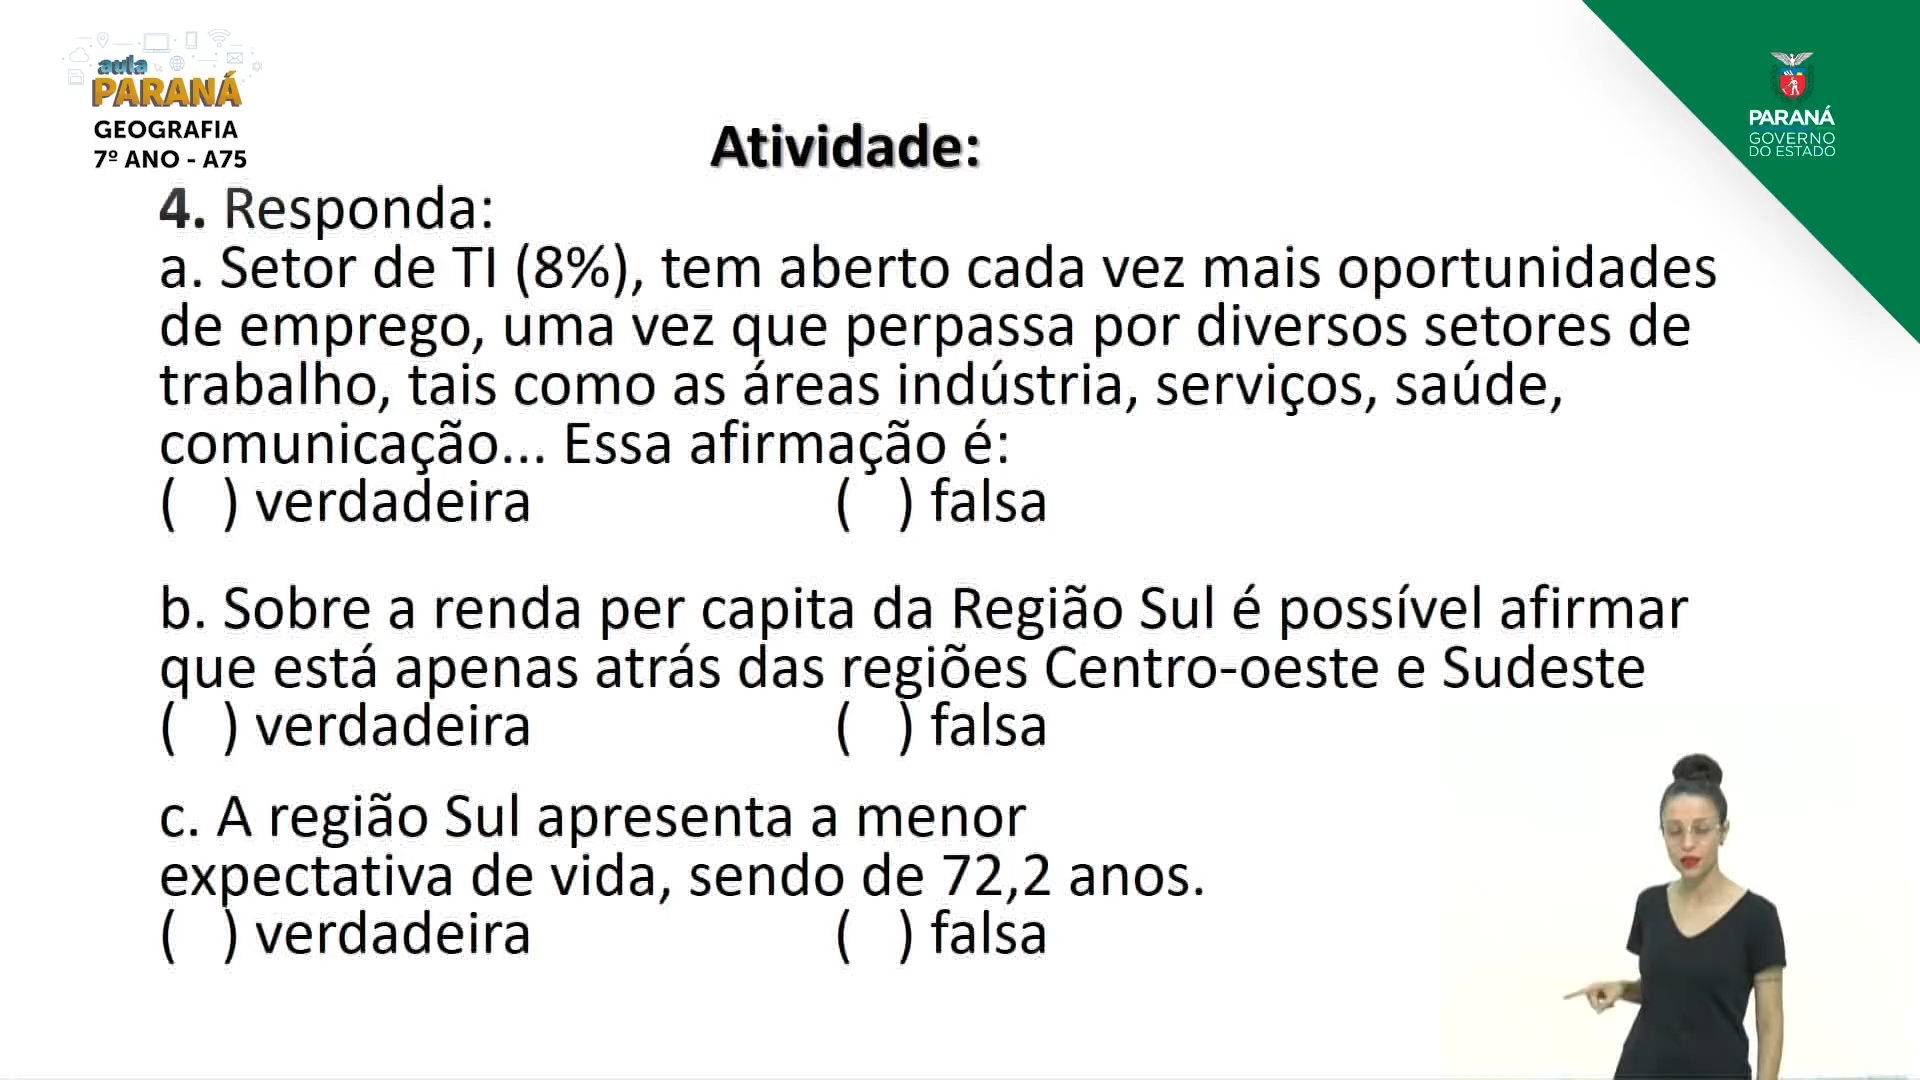 aula
PARANÁ
GEOGRAFIA
7º ANO - A75
PARANÁ
GOVERNO
DO ESTADO
Atividade:
4. Responda:
a. Setor de TI (8%), tem aberto cada vez mais oportunidades
de emprego, uma vez que perpassa por diversos setores de
trabalho, tais como as áreas indústria, serviços, saúde,
comunicação... Essa afirmação é:
( ) verdadeira ( ) falsa
b. Sobre a renda per capita da Região Sul é possível afirmar
que está apenas atrás das regiões Centro-oeste e Sudeste
( ) verdadeira ( ) falsa
c. A região Sul apresenta a menor
expectativa de vida, sendo de 72,2 anos.
( ) verdadeira ( ) falsa